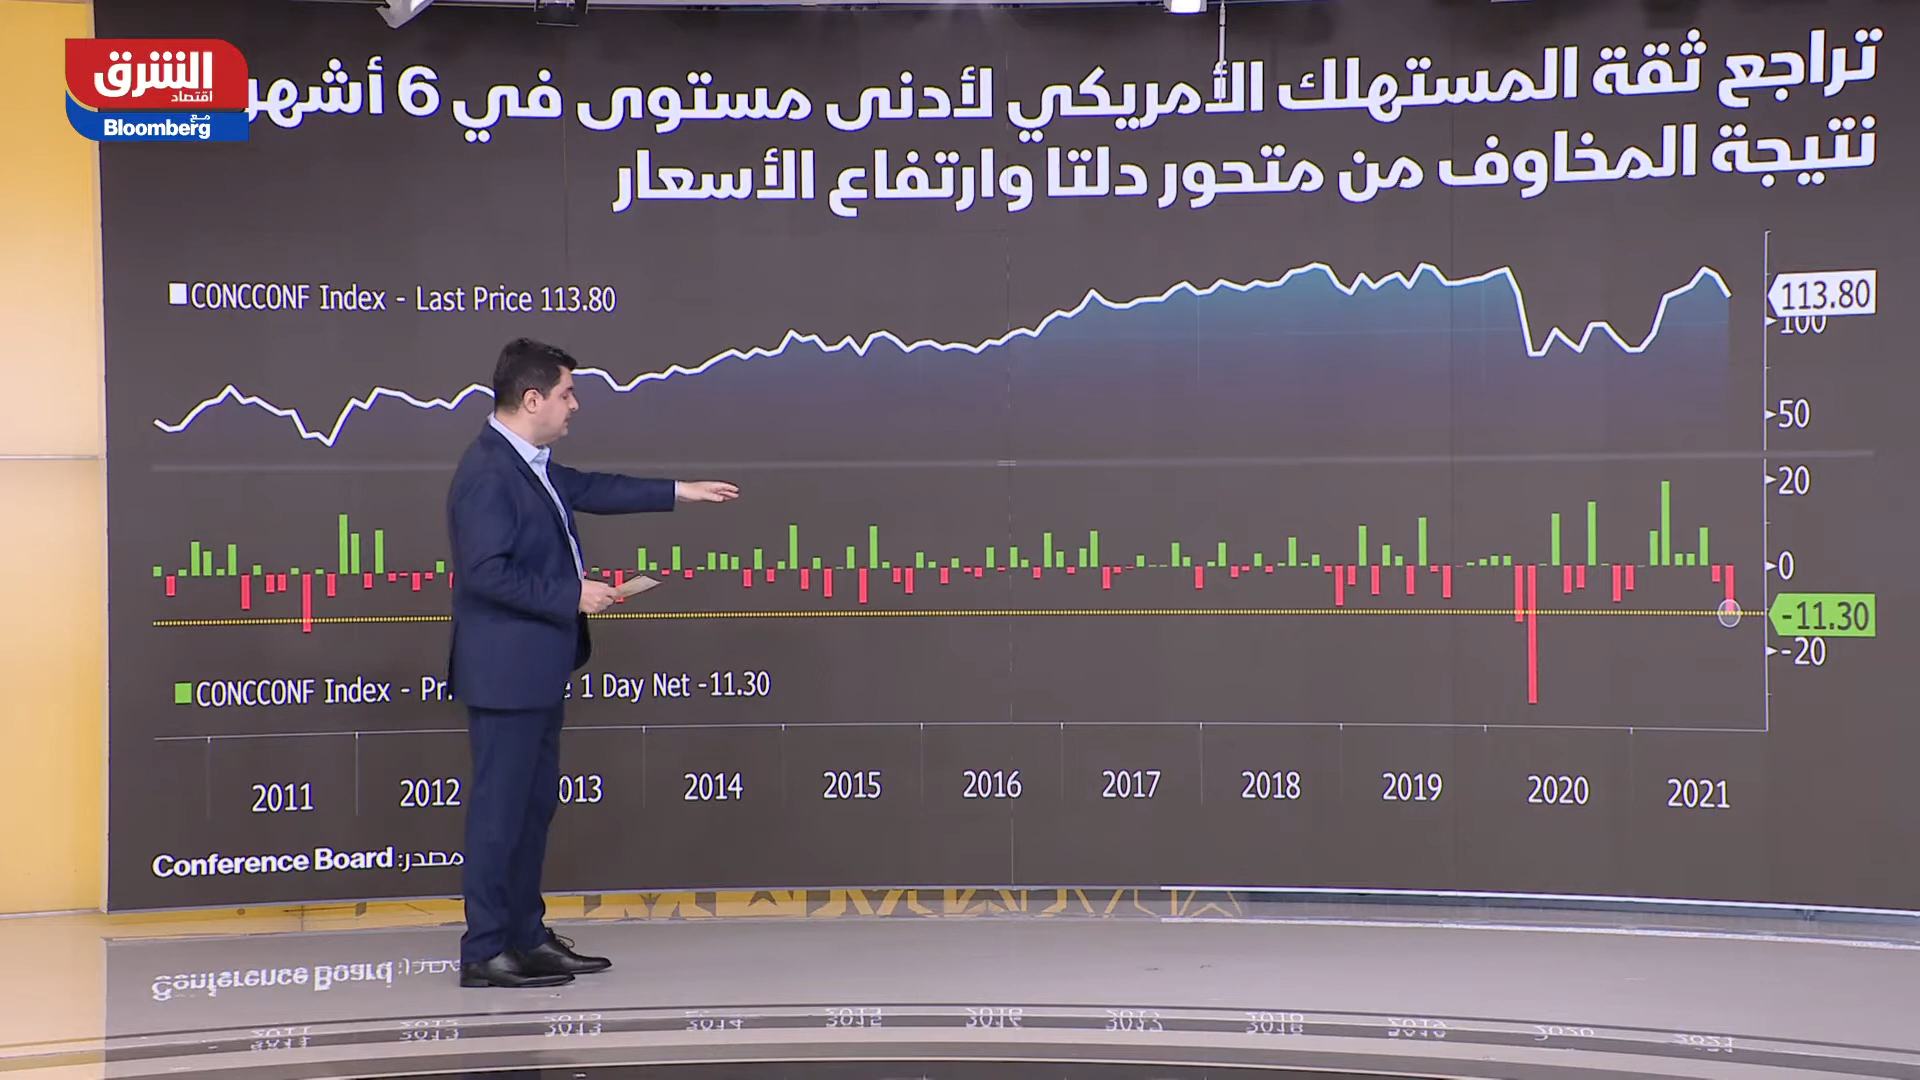 الشرق
اقتصاد
مع
Bloomberg
تراجع ثقة المستهلك الأمريكي لأدنى مستوى في 6 أشهر
نتيجة المخاوف من متحور دلتا وارتفاع الأسعار
CONCCONF Index - Last Price 113.80
113.80
100
50
20
0
-11.30
-20
CONCCONF Index - Pr 1 Day Net -11.30
2011 2012 2013 2014 2015 2016 2017 2018 2019 2020 2021
مصدر: Conference Board